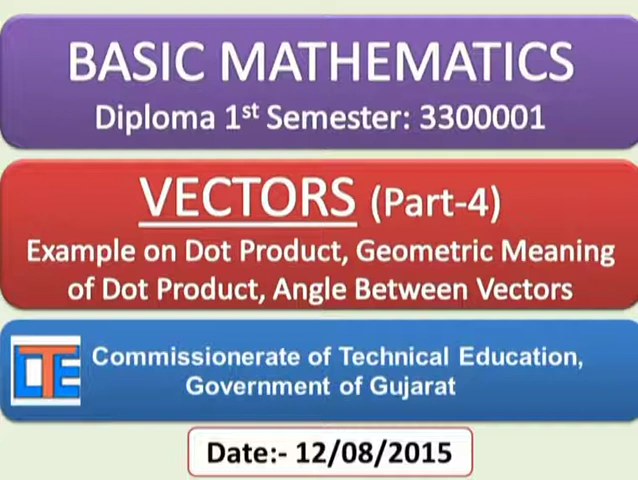 BASIC MATHEMATICS
Diploma 1st Semester: 3300001
VECTORS (Part-4)
Example on Dot Product, Geometric Meaning
of Dot Product, Angle Between Vectors
CTE
Commissionerate of Technical Education,
Government of Gujarat
Date:- 12/08/2015